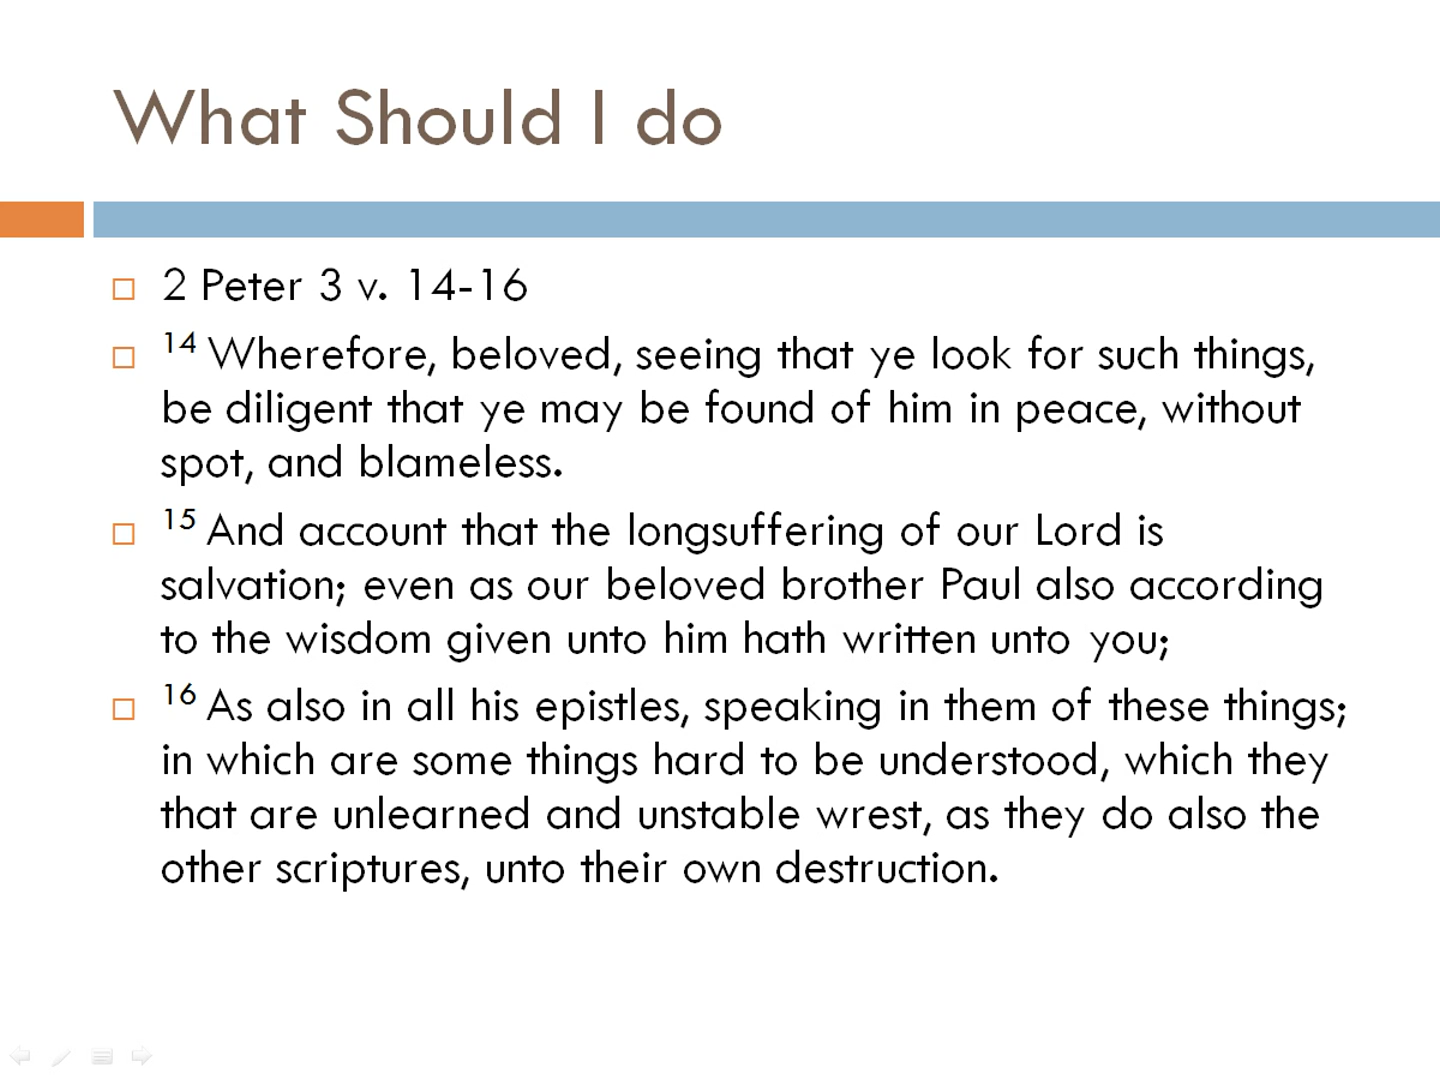 What Should I do
2 Peter 3 v. 14-16
14 Wherefore, beloved, seeing that ye look for such things,
be diligent that ye may be found of him in peace, without
spot, and blameless.
15 And account that the longsuffering of our Lord is
salvation; even as our beloved brother Paul also according
to the wisdom given unto him hath written unto you;
16 As also in all his epistles, speaking in them of these things;
in which are some things hard to be understood, which they
that are unlearned and unstable wrest, as they do also the
other scriptures, unto their own destruction.